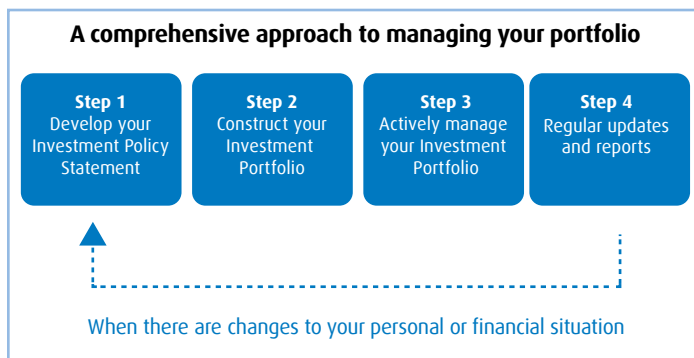 A comprehensive approach to managing your portfolio
Step 1
Develop your
Investment Policy
Statement
Step 2
Construct your
Investment
Portfolio
Step 3
Actively manage
your Investment
Portfolio
Step 4
Regular updates
and reports
When there are changes to your personal or financial situation